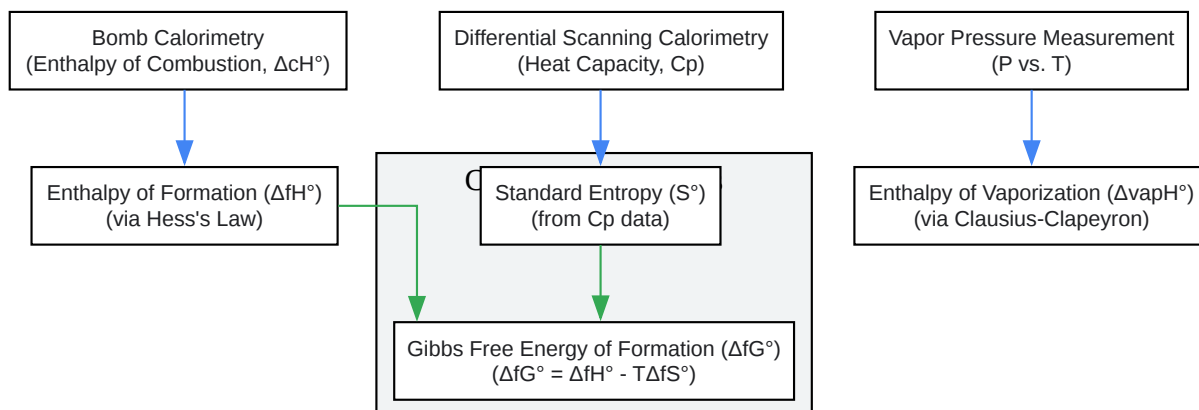 Bomb Calorimetry
(Enthalpy of Combustion, ΔcH°)
Differential Scanning Calorimetry
(Heat Capacity, Cp)
Vapor Pressure Measurement
(P vs. T)
Enthalpy of Formation (ΔfH°)
(via Hess's Law)
Standard Entropy (S°)
(from Cp data)
Enthalpy of Vaporization (ΔvapH°)
(via Clausius-Clapeyron)
Gibbs Free Energy of Formation (ΔfG°)
(ΔfG° = ΔfH° - TΔfS°)